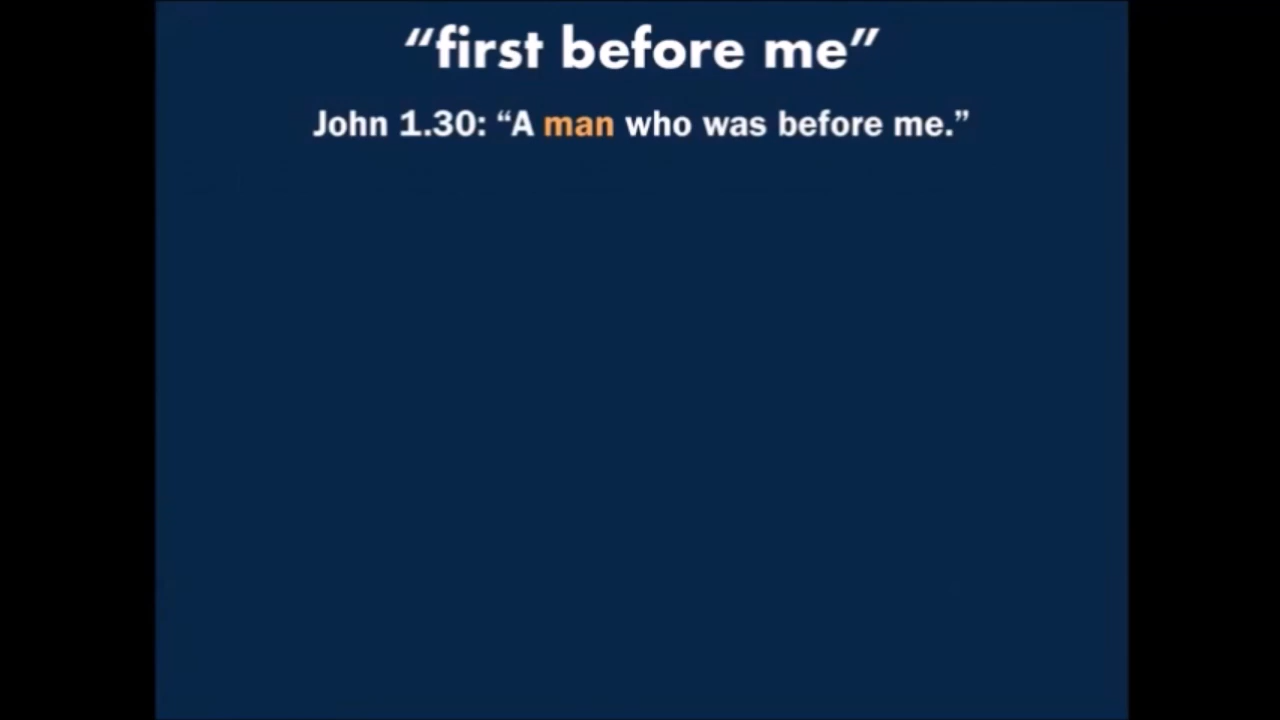 “first before me”
John 1.30: “A man who was before me.”